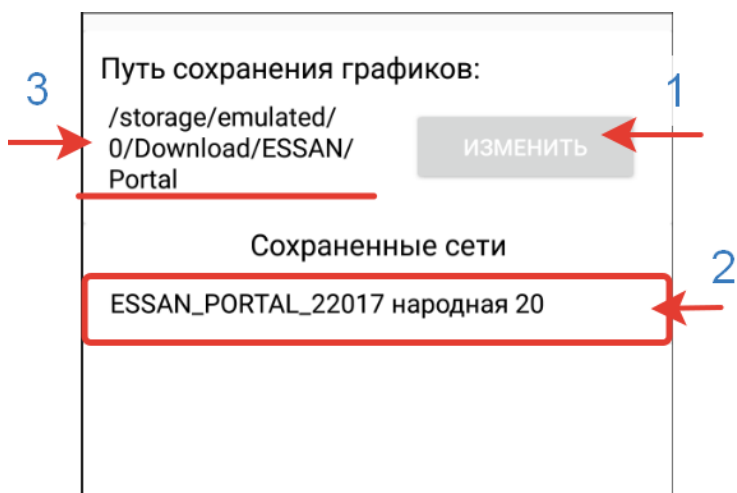 Путь сохранения графиков:
3
1
/storage/emulated/
0/Download/ESSAN/
Portal
ИЗМЕНИТЬ
Сохраненные сети
2
ESSAN_PORTAL_22017 народная 20